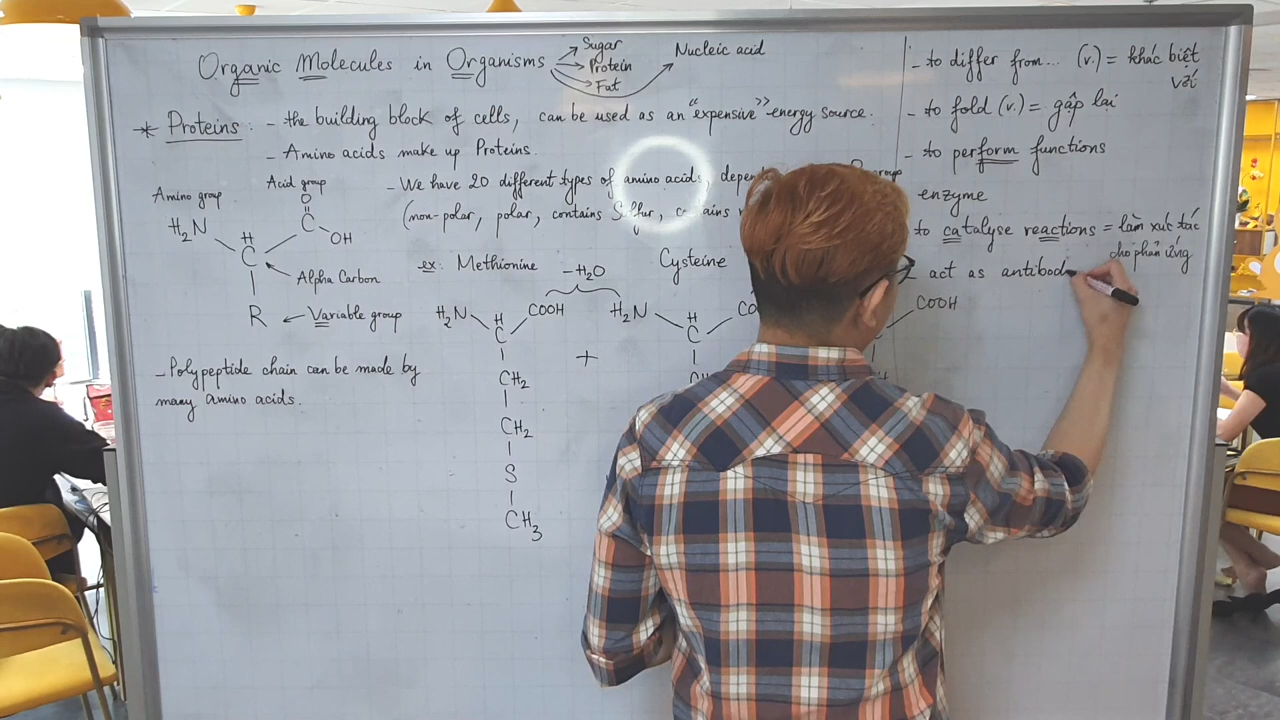 Organic Molecules in Organisms
Sugar
Protein
Fat
Nucleic acid
* Proteins: - the building block of cells, can be used as an "expensive" energy source.
- Amino acids make up Proteins.
- We have 20 different types of amino acids, depen
groups
(non-polar, polar, contains Sulfur,
Amino group
Acid group
O
H₂N
C
OH
H
C
Alpha Carbon
R ← Variable group
- Polypeptide chain can be made by
many amino acids.
ex: Methionine
-H₂O
Cysteine
H₂N
H
C
COOH
CH₂
CH₂
S
CH₃
+
H₂N
H
C
CO
COOH
- to differ from... (v.) = khác biệt
với
- to fold (v.) = gấp lại
- to perform functions
enzyme
to catalyse reactions = làm xúc tác
cho phản ứng
act as antibod